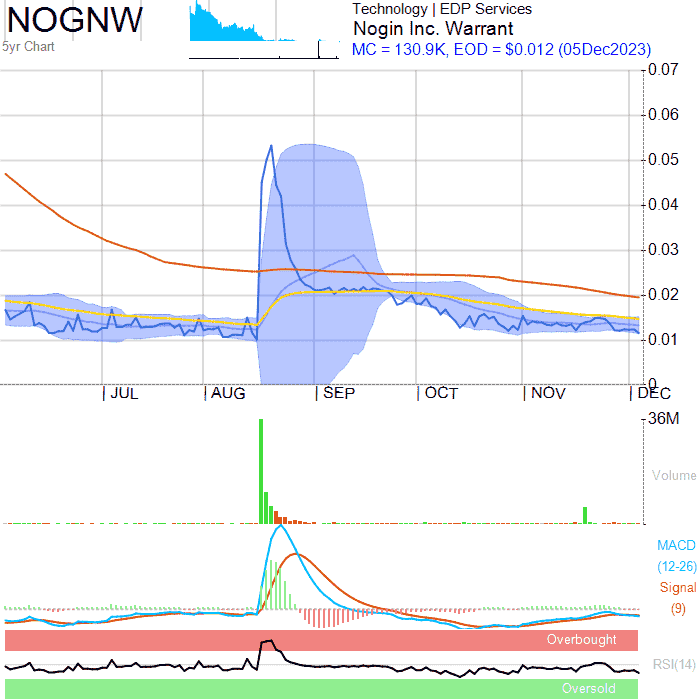 NOGNW
5yr Chart
Technology | EDP Services
Nogin Inc. Warrant
MC = 130.9K, EOD = $0.012 (05Dec2023)
0.07
0.06
0.05
0.04
0.03
0.02
0.01
0
JUL AUG SEP OCT NOV DEC
36M
Volume
MACD
(12-26)
Signal
(9)
Overbought
RSI(14)
Oversold